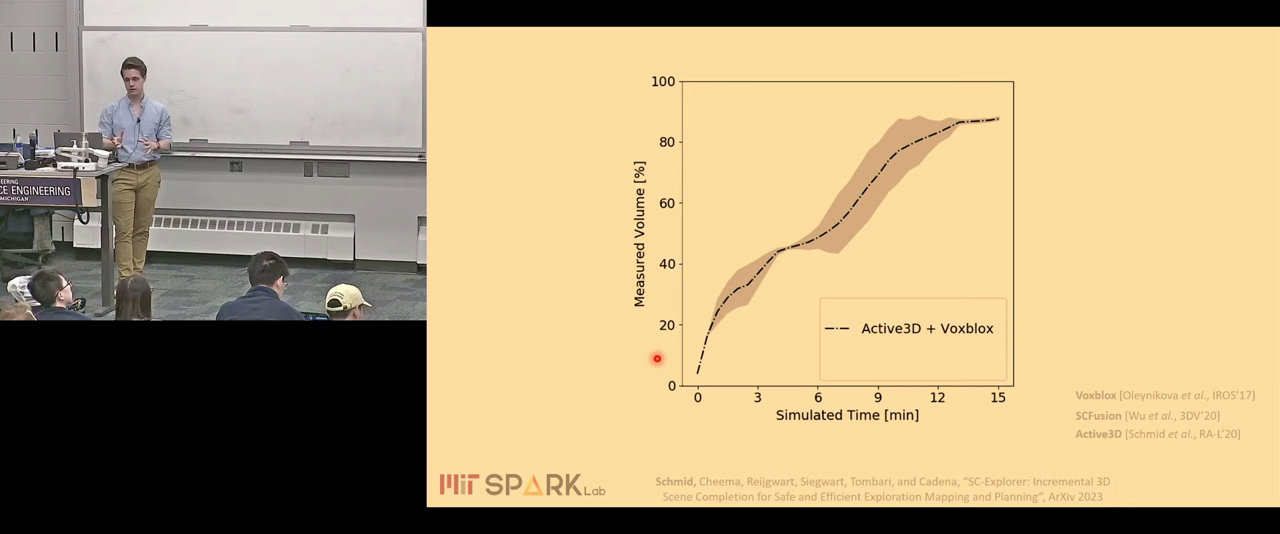 EERING
CE ENGINEERING
MICHIGAN
100
80
60
40
20
0
Measured Volume [%]
0 3 6 9 12 15
Simulated Time [min]
Active3D + Voxblox
Voxblox [Oleynikova et al., IROS'17]
SCFusion [Wu et al., 3DV'20]
Active3D [Schmid et al., RA-L'20]
MIT SPARK Lab
Schmid, Cheema, Reijgwart, Siegwart, Tombari, and Cadena, "SC-Explorer: Incremental 3D
Scene Completion for Safe and Efficient Exploration Mapping and Planning", ArXiv 2023